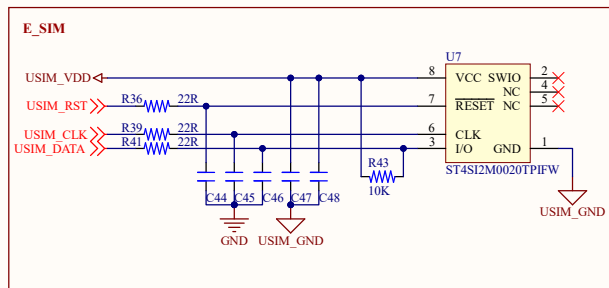 E_SIM
U7
USIM_VDD
8
VCC
SWIO
2
NC
4
USIM_RST
R36
22R
7
RESET
NC
5
USIM_CLK
R39
22R
6
CLK
USIM_DATA
R41
22R
3
I/O
GND
1
R43
ST4SI2M0020TPIFW
10K
C44
C45
C46
C47
C48
USIM_GND
GND
USIM_GND